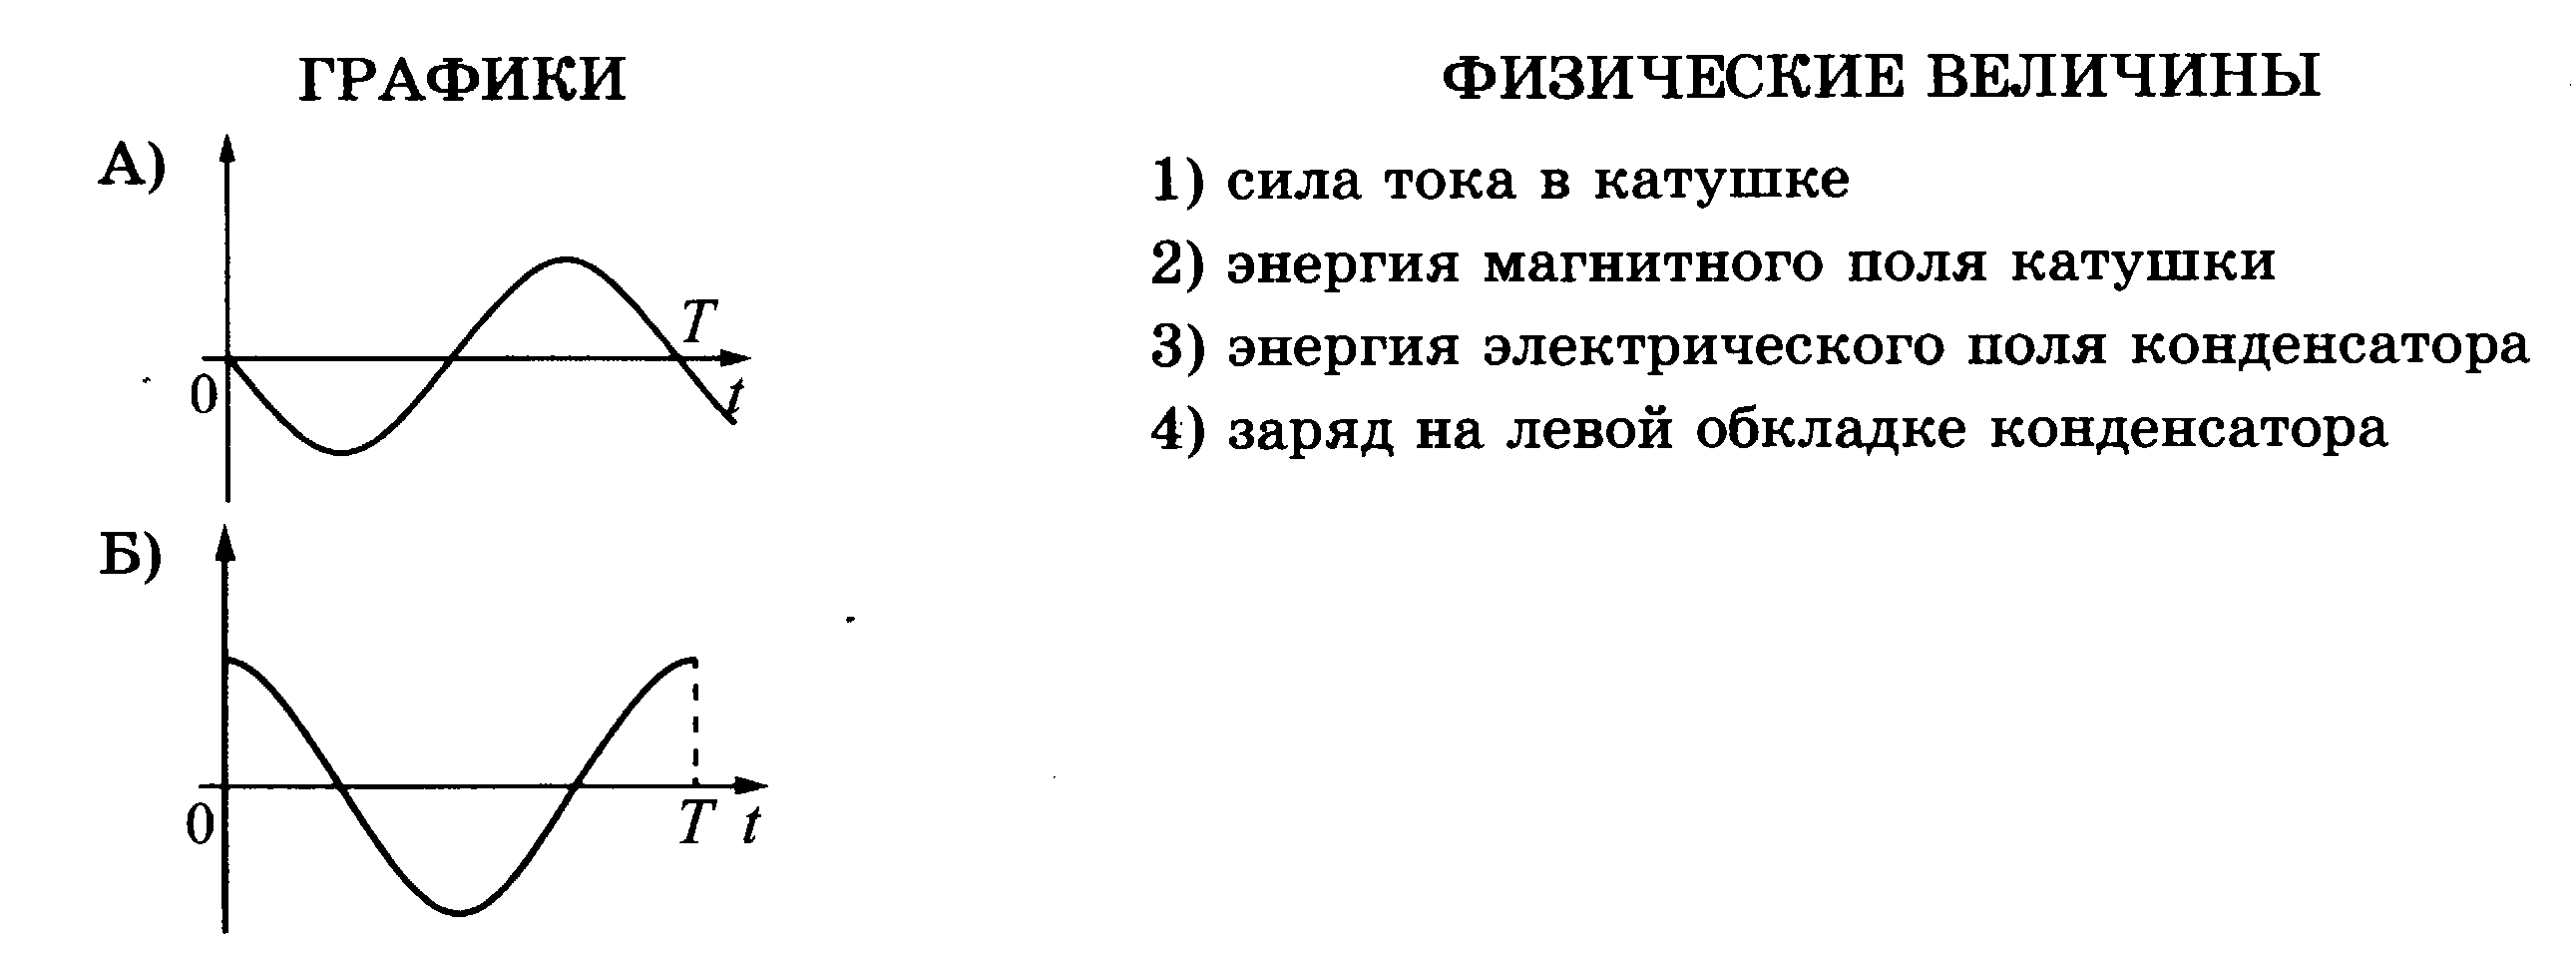 ГРАФИКИ
А)
T
0
t
Б)
0
T t
ФИЗИЧЕСКИЕ ВЕЛИЧИНЫ
1) сила тока в катушке
2) энергия магнитного поля катушки
3) энергия электрического поля конденсатора
4) заряд на левой обкладке конденсатора